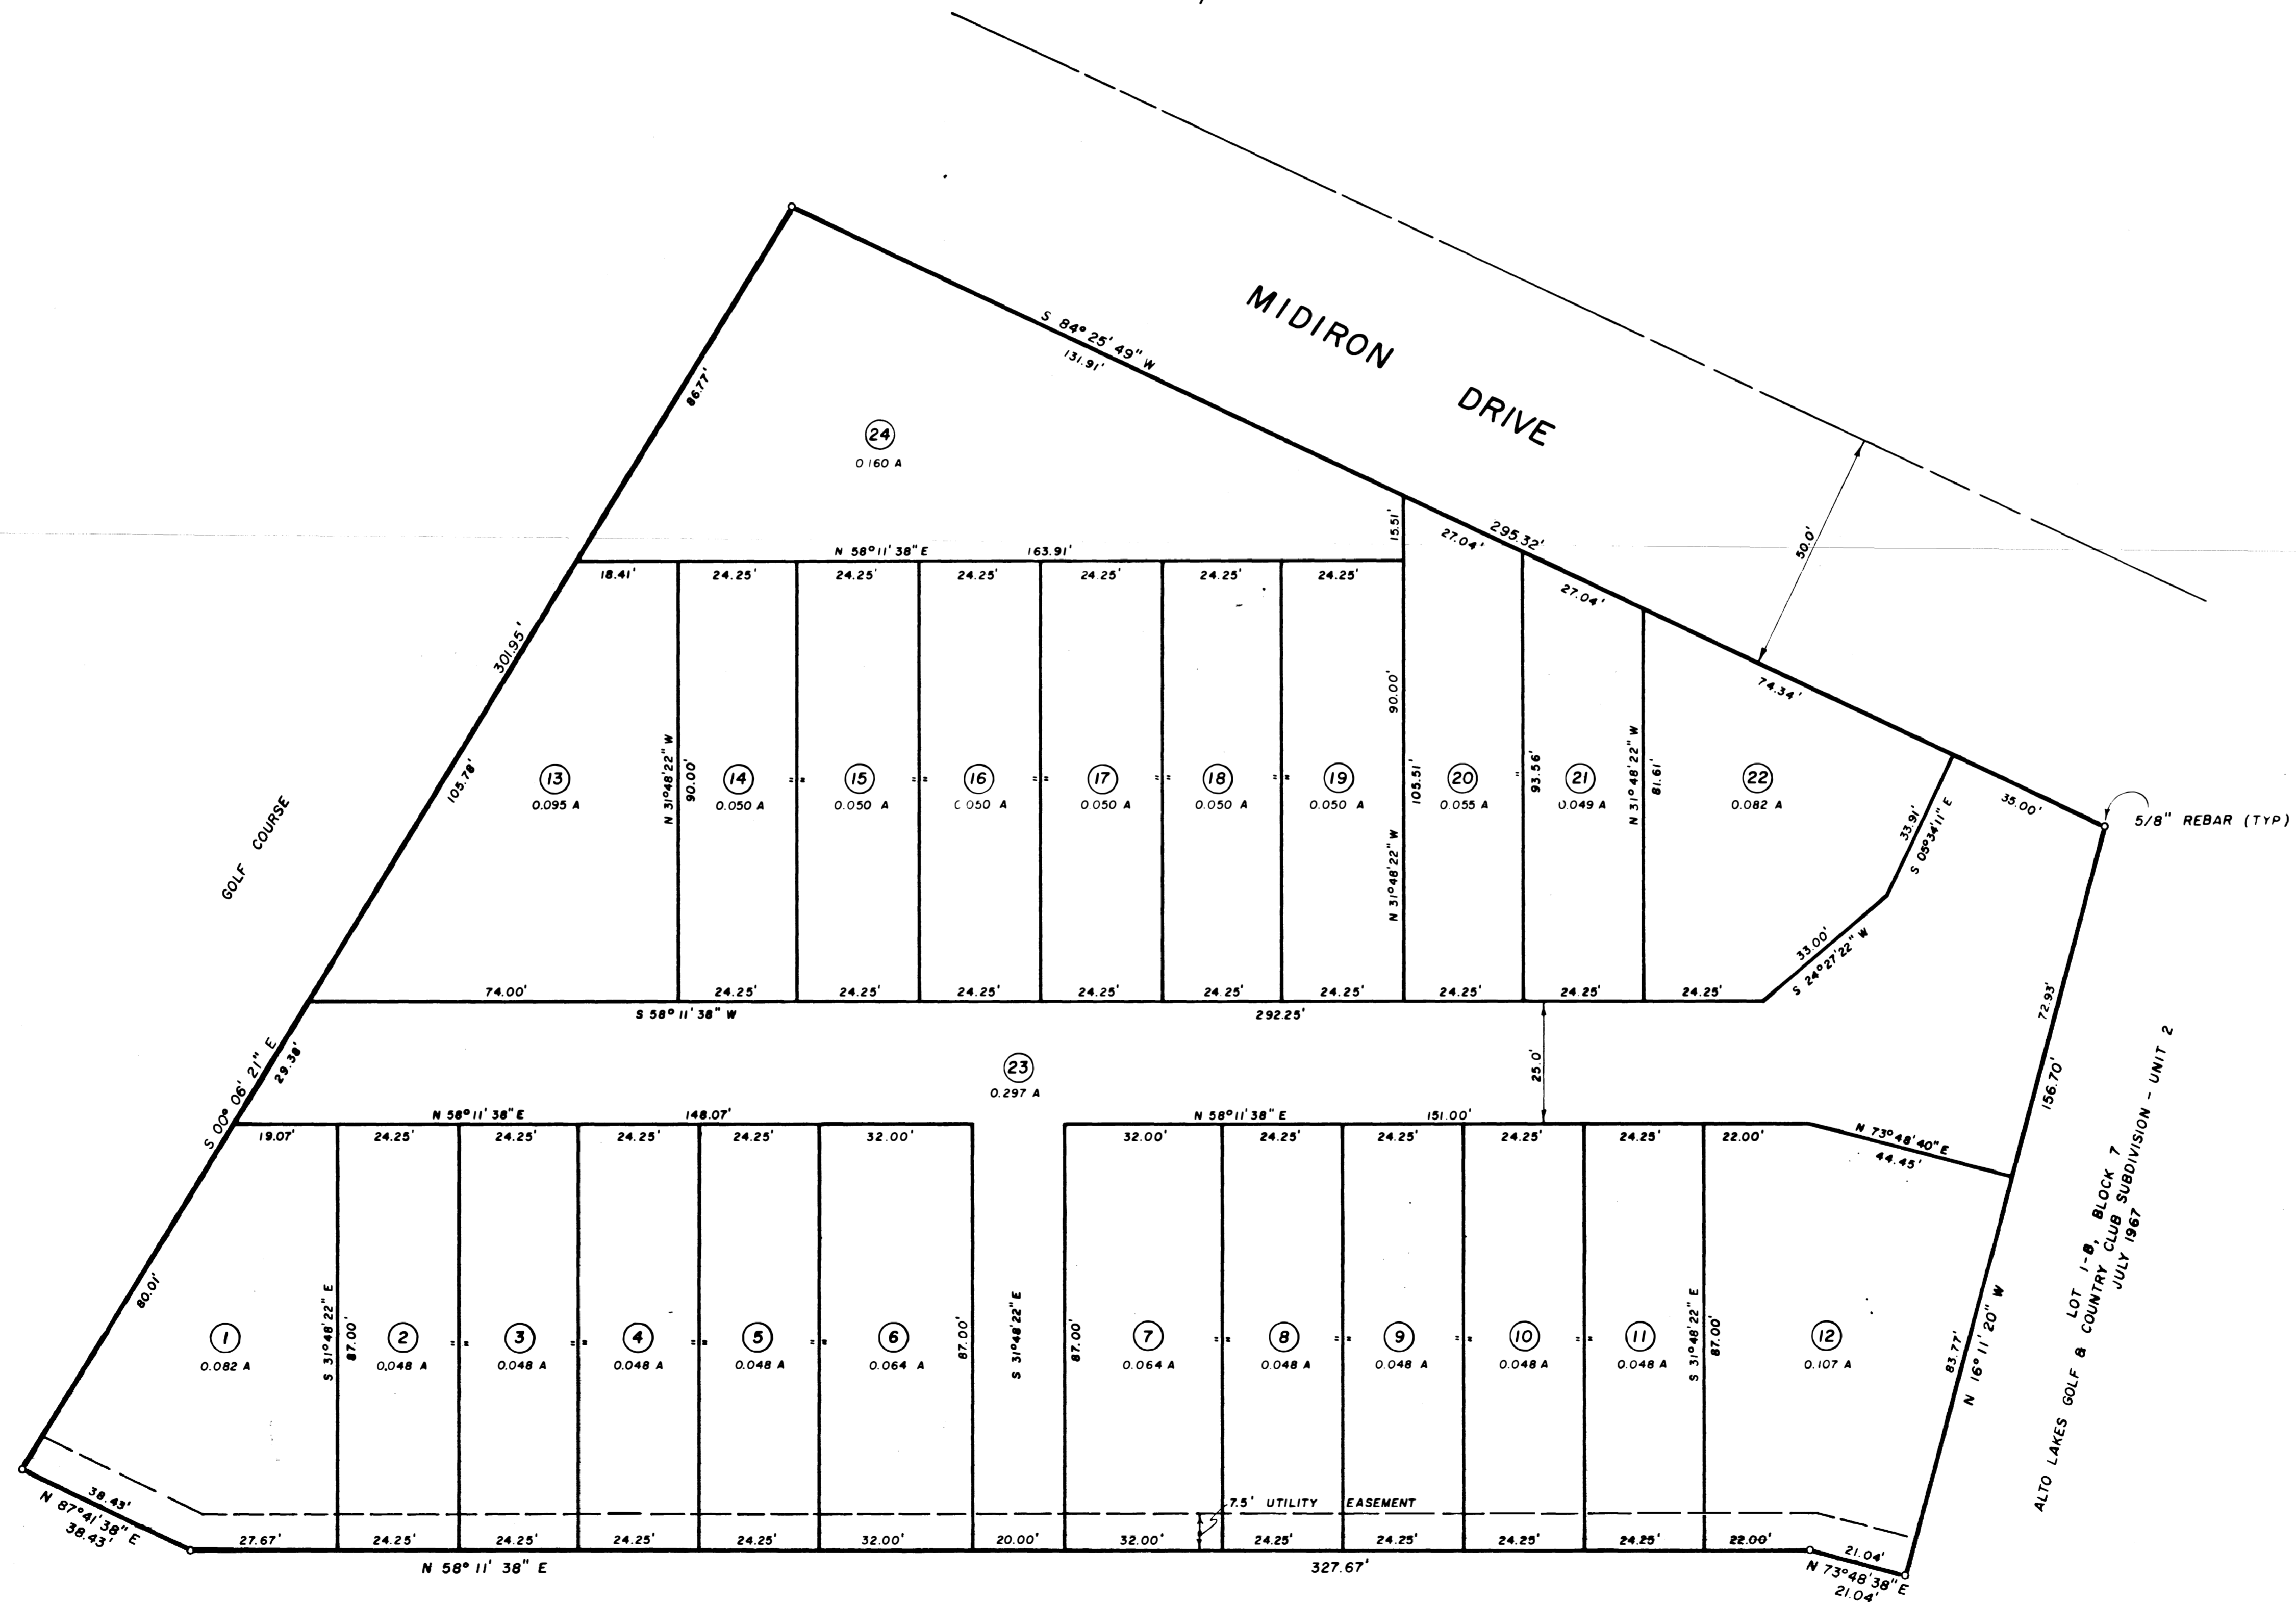 MIDIRON
DRIVE
S 84° 25' 49" W
131.91'
86.77'
24
0.160 A
50.0'
15.51'
27.04'
295.32'
27.04'
74.34'
35.00'
5/8" REBAR (TYP)
N 58°11' 38" E 163.91'
18.41' 24.25' 24.25' 24.25' 24.25' 24.25' 24.25'
301.95'
105.78'
GOLF COURSE
13
0.095 A
N 31°48'22" W
90.00'
14
0.050 A
" "
15
0.050 A
" "
16
0.050 A
" "
17
0.050 A
" "
18
0.050 A
" "
19
0.050 A
90.00'
N 31°48'22" W
105.51'
20
0.055 A
"
93.56'
21
0.049 A
N 31°48'22" W
81.61'
22
0.082 A
33.91'
S 05°34'11" E
33.00'
S 24°27'22" W
74.00' 24.25' 24.25' 24.25' 24.25' 24.25' 24.25' 24.25' 24.25' 24.25'
S 58°11' 38" W 292.25'
S 00° 06' 21" E
29.38'
23
0.297 A
25.0'
72.93'
156.70'
N 58°11' 38" E 148.07'
N 58°11'38" E 151.00'
19.07' 24.25' 24.25' 24.25' 24.25' 32.00'
32.00' 24.25' 24.25' 24.25' 24.25' 22.00'
N 73°48'40" E
44.45'
80.01'
1
0.082 A
S 31°48'22" E
87.00'
2
0.048 A
" "
3
0.048 A
" "
4
0.048 A
" "
5
0.048 A
" "
6
0.064 A
87.00'
S 31°48'22" E
87.00'
7
0.064 A
" "
8
0.048 A
" "
9
0.048 A
" "
10
0.048 A
" "
11
0.048 A
S 31°48'22" E
87.00'
12
0.107 A
83.77'
N 16° 11' 20" W
LOT 1-B, BLOCK 7
ALTO LAKES GOLF & COUNTRY CLUB SUBDIVISION - UNIT 2
JULY 1967
7.5' UTILITY EASEMENT
38.43'
N 87°41'38" E
38.43'
27.67' 24.25' 24.25' 24.25' 24.25' 32.00' 20.00' 32.00' 24.25' 24.25' 24.25' 24.25' 22.00'
21.04'
N 58° 11' 38" E 327.67'
N 73°48'38" E
21.04'